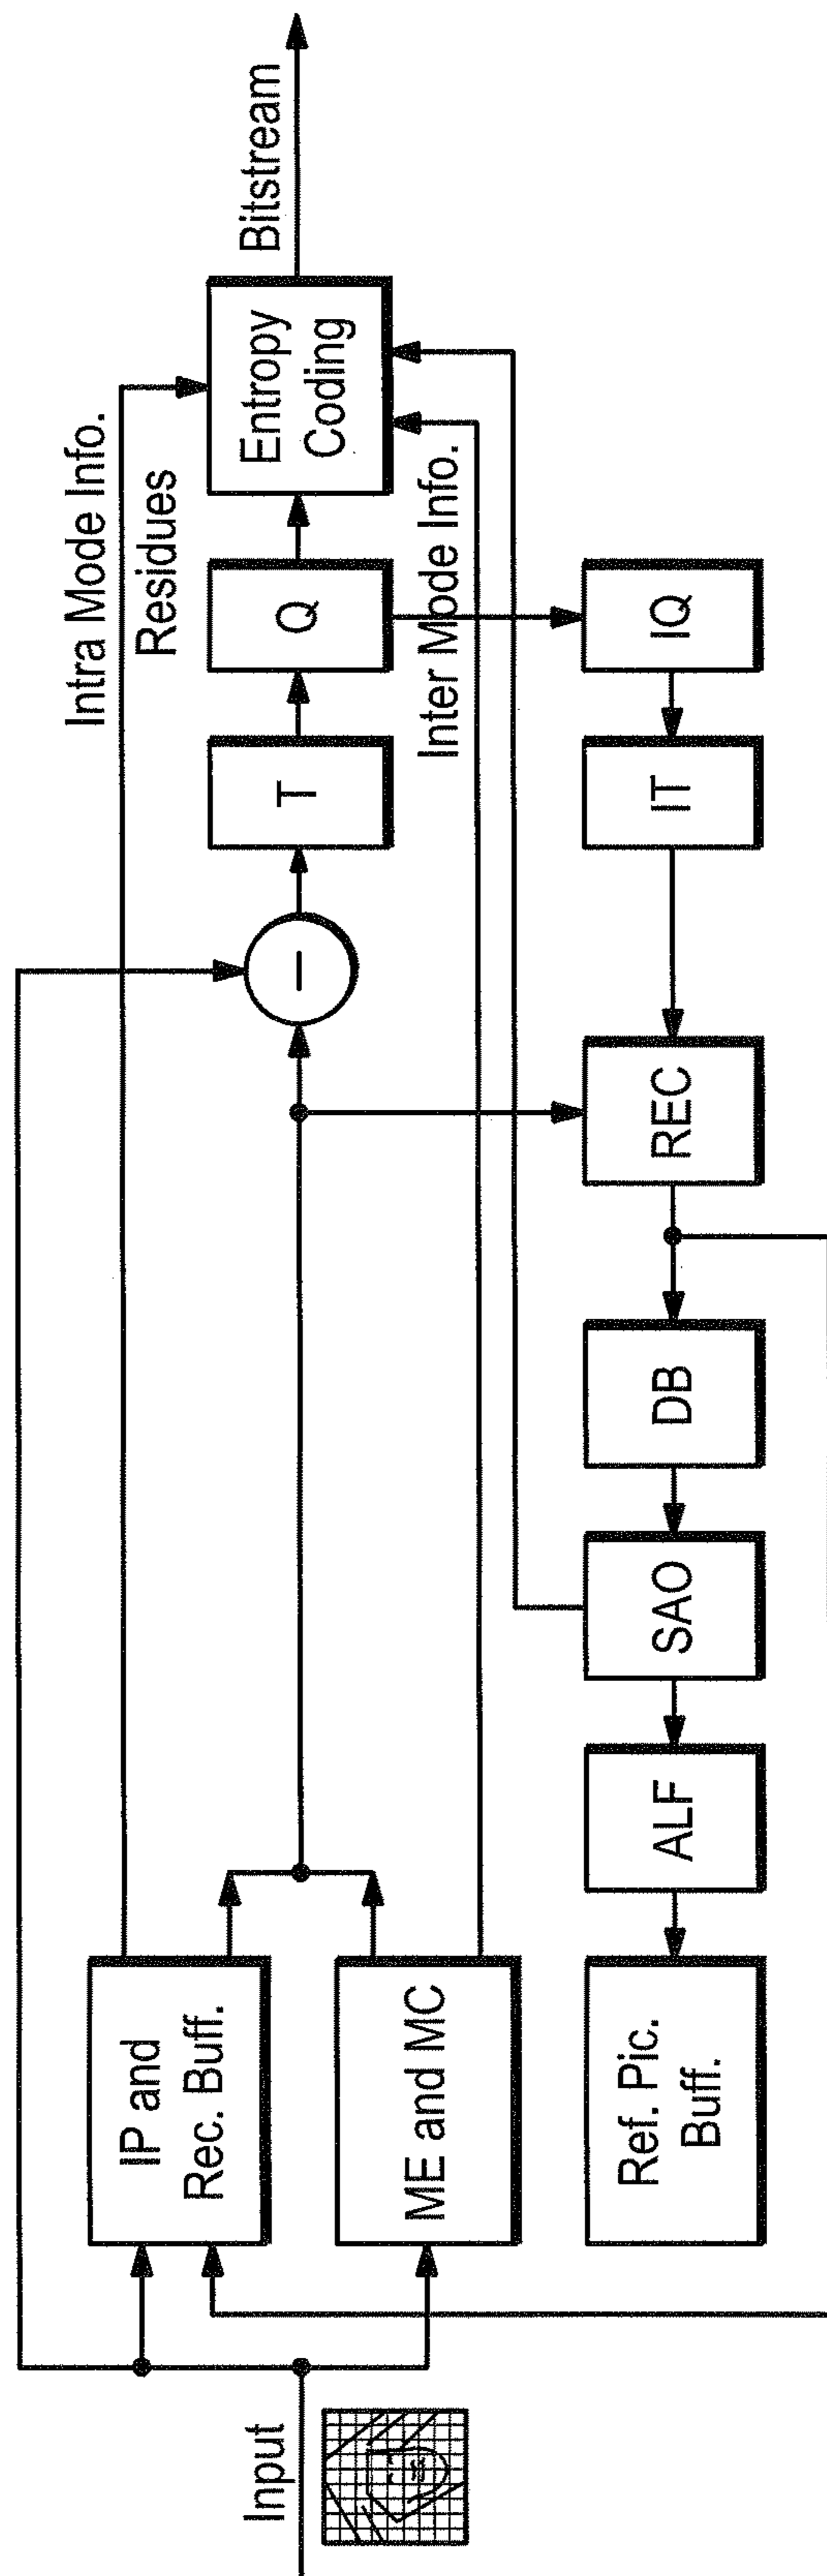 Input
IP and
Rec. Buff.
ME and MC
Ref. Pic.
Buff.
ALF
SAO
DB
REC
IT
IQ
−
T
Q
Intra Mode Info.
Residues
Inter Mode Info.
Entropy
Coding
Bitstream